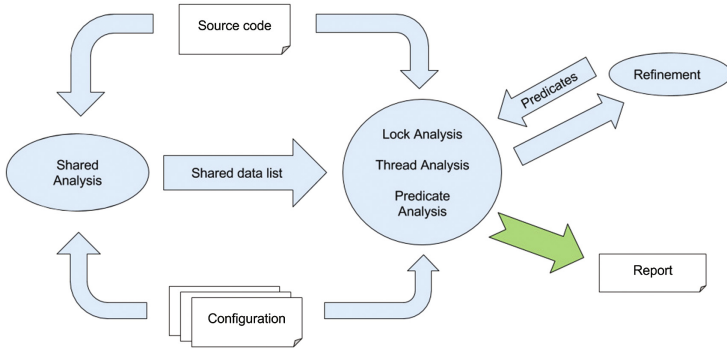 Source code
Predicates
Refinement
Shared
Analysis
Shared data list
Lock Analysis
Thread Analysis
Predicate
Analysis
Report
Configuration